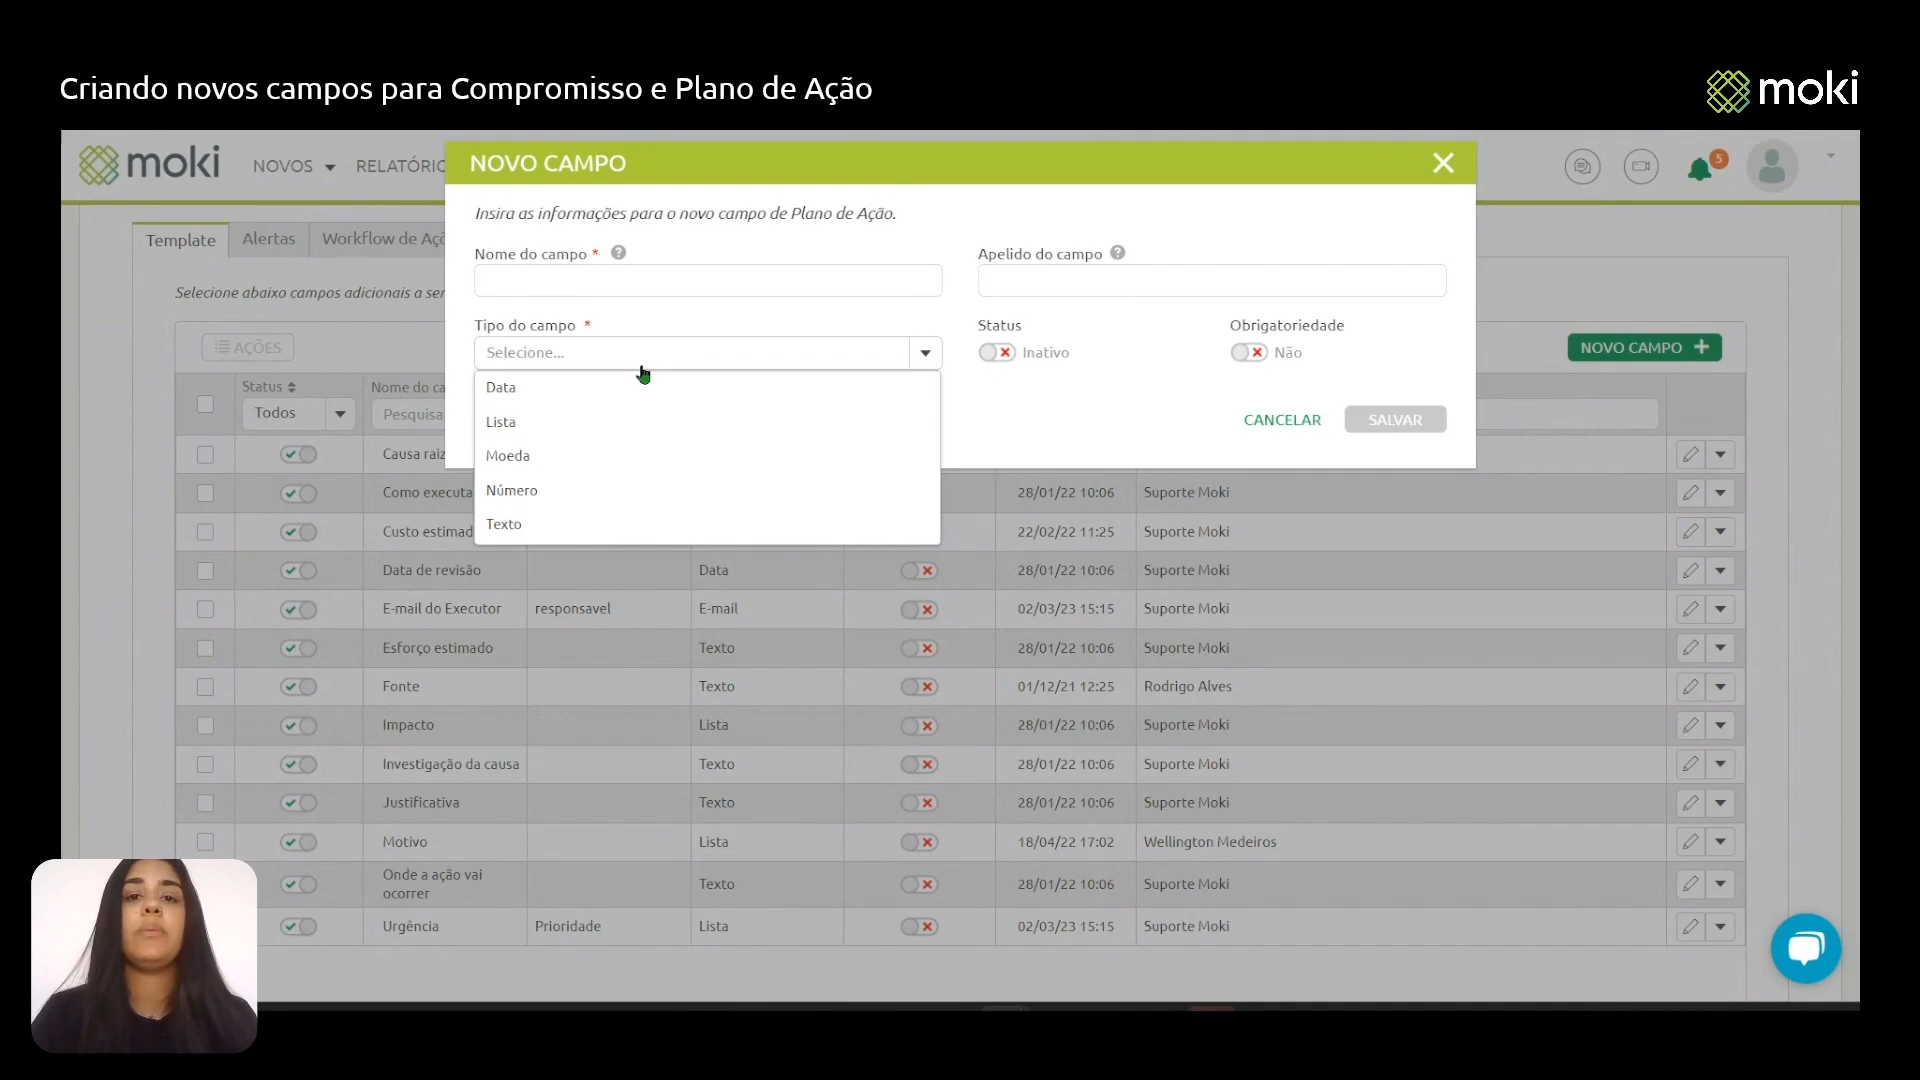 Criando novos campos para Compromisso e Plano de Ação
moki
moki
NOVOS
RELATÓRIO
5
NOVO CAMPO
Insira as informações para o novo campo de Plano de Ação.
Nome do campo *
Apelido do campo
Tipo do campo *
Status
Obrigatoriedade
Selecione...
Inativo
Não
Data
Lista
Moeda
Número
Texto
CANCELAR
SALVAR
Template
Alertas
Workflow de Açõ
Selecione abaixo campos adicionais a ser
AÇÕES
NOVO CAMPO +
Status
Nome do ca
Todos
Pesquisa
Causa raiz
Como executa 28/01/22 10:06 Suporte Moki
Custo estimad 22/02/22 11:25 Suporte Moki
Data de revisão Data 28/01/22 10:06 Suporte Moki
E-mail do Executor responsavel E-mail 02/03/23 15:15 Suporte Moki
Esforço estimado Texto 28/01/22 10:06 Suporte Moki
Fonte Texto 01/12/21 12:25 Rodrigo Alves
Impacto Lista 28/01/22 10:06 Suporte Moki
Investigação da causa Texto 28/01/22 10:06 Suporte Moki
Justificativa Texto 28/01/22 10:06 Suporte Moki
Motivo Lista 18/04/22 17:02 Wellington Medeiros
Onde a ação vai
ocorrer Texto 28/01/22 10:06 Suporte Moki
Urgência Prioridade Lista 02/03/23 15:15 Suporte Moki